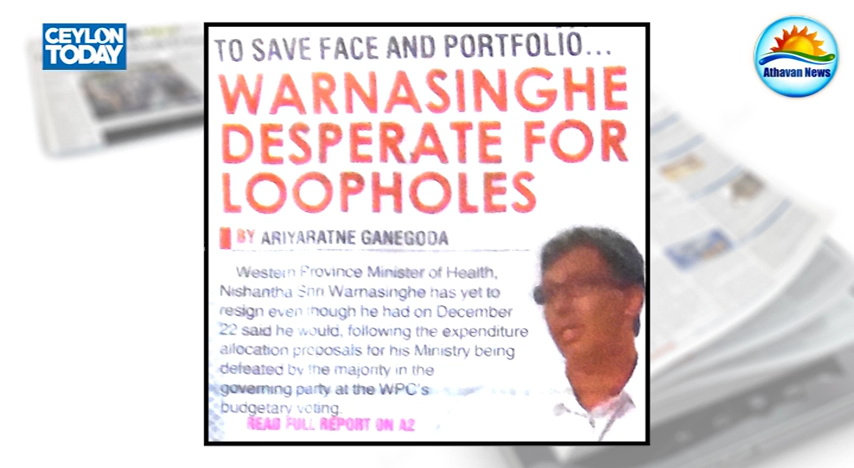 CEYLON
TODAY
Athavan News
TO SAVE FACE AND PORTFOLIO...
WARNASINGHE
DESPERATE FOR
LOOPHOLES
BY ARIYARATNE GANEGODA
Western Province Minister of Health,
Nishantha Shri Warnasinghe has yet to
resign even though he had on December
22 said he would, following the expenditure
allocation proposals for his Ministry being
defeated by the majority in the
governing party at the WPC's
budgetary voting.
READ FULL REPORT ON A2